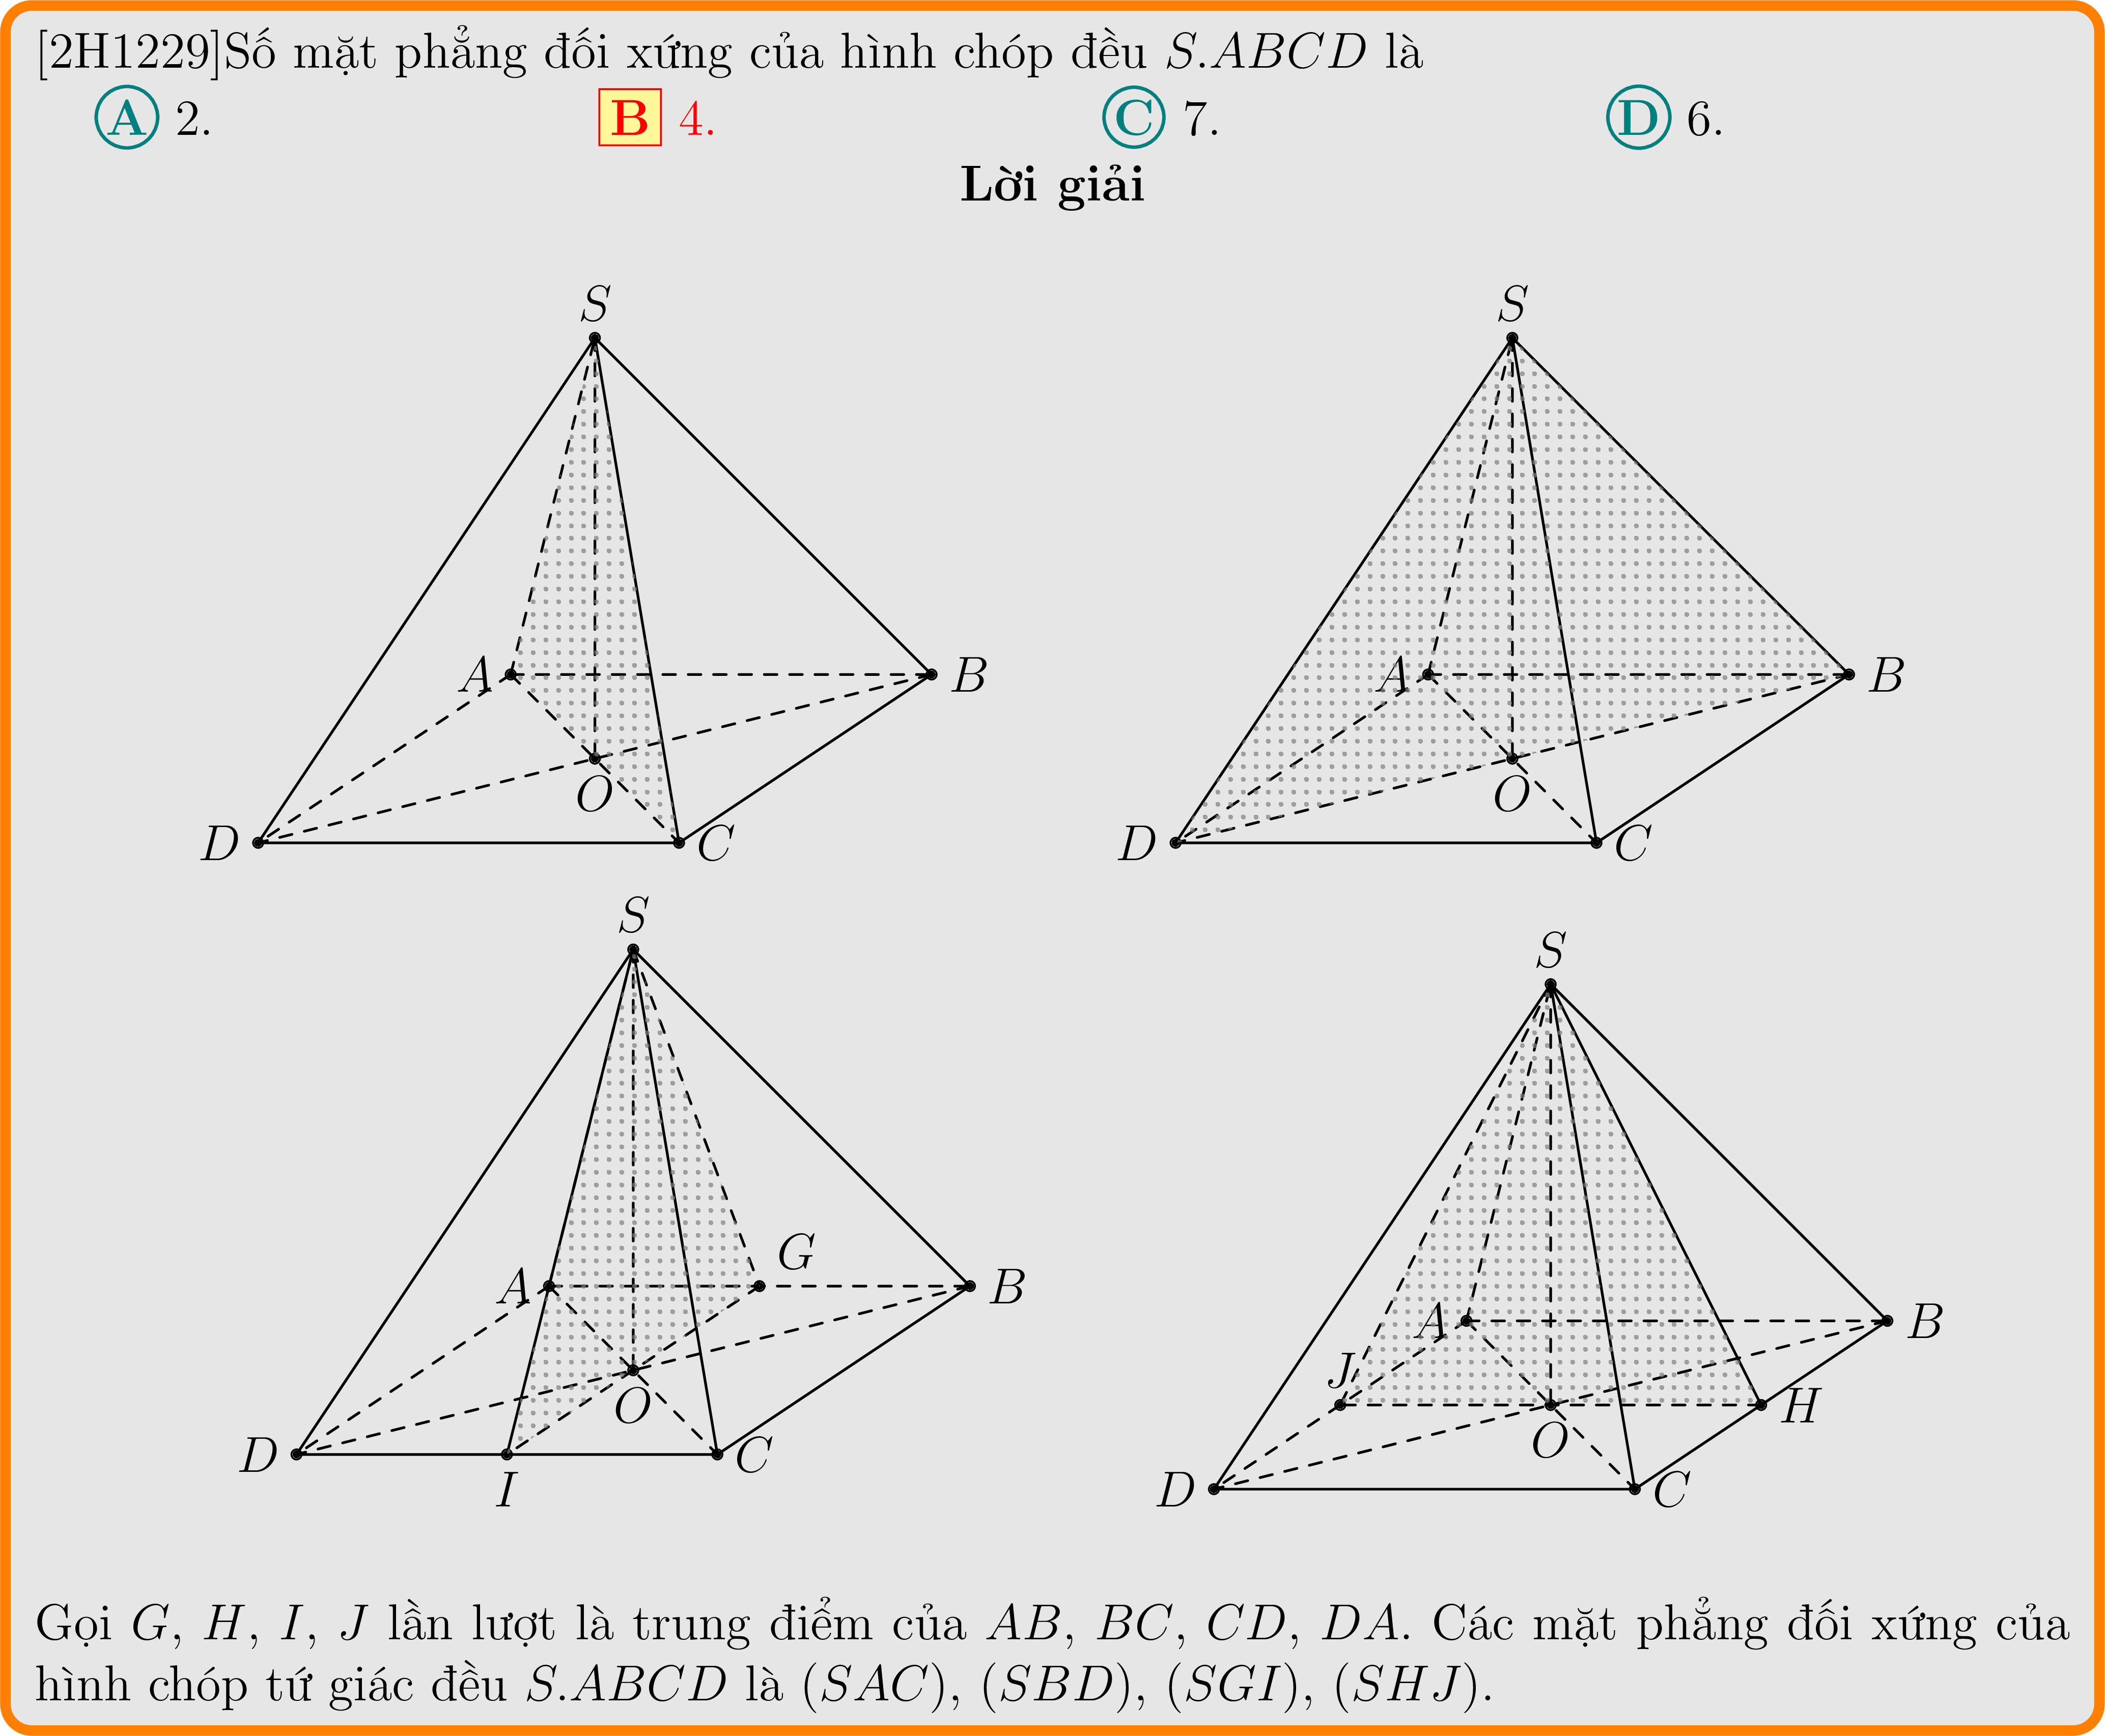 [2H1229]Số mặt phẳng đối xứng của hình chóp đều S.ABCD là
A 2. B 4. C 7. D 6.
Lời giải
S
S
A
B
A
B
O
O
D
C
D
C
S
S
G
A
B
A
B
J
O
H
D
C
O
I
D
C
Gọi G, H, I, J lần lượt là trung điểm của AB, BC, CD, DA. Các mặt phẳng đối xứng của
hình chóp tứ giác đều S.ABCD là (SAC), (SBD), (SGI), (SHJ).